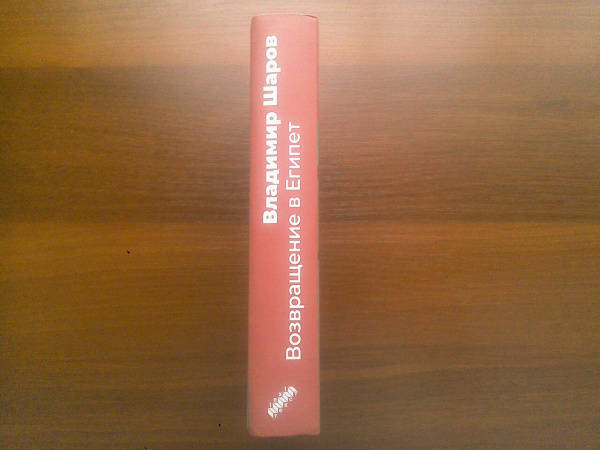 Владимир Шаров
Возвращение в Египет